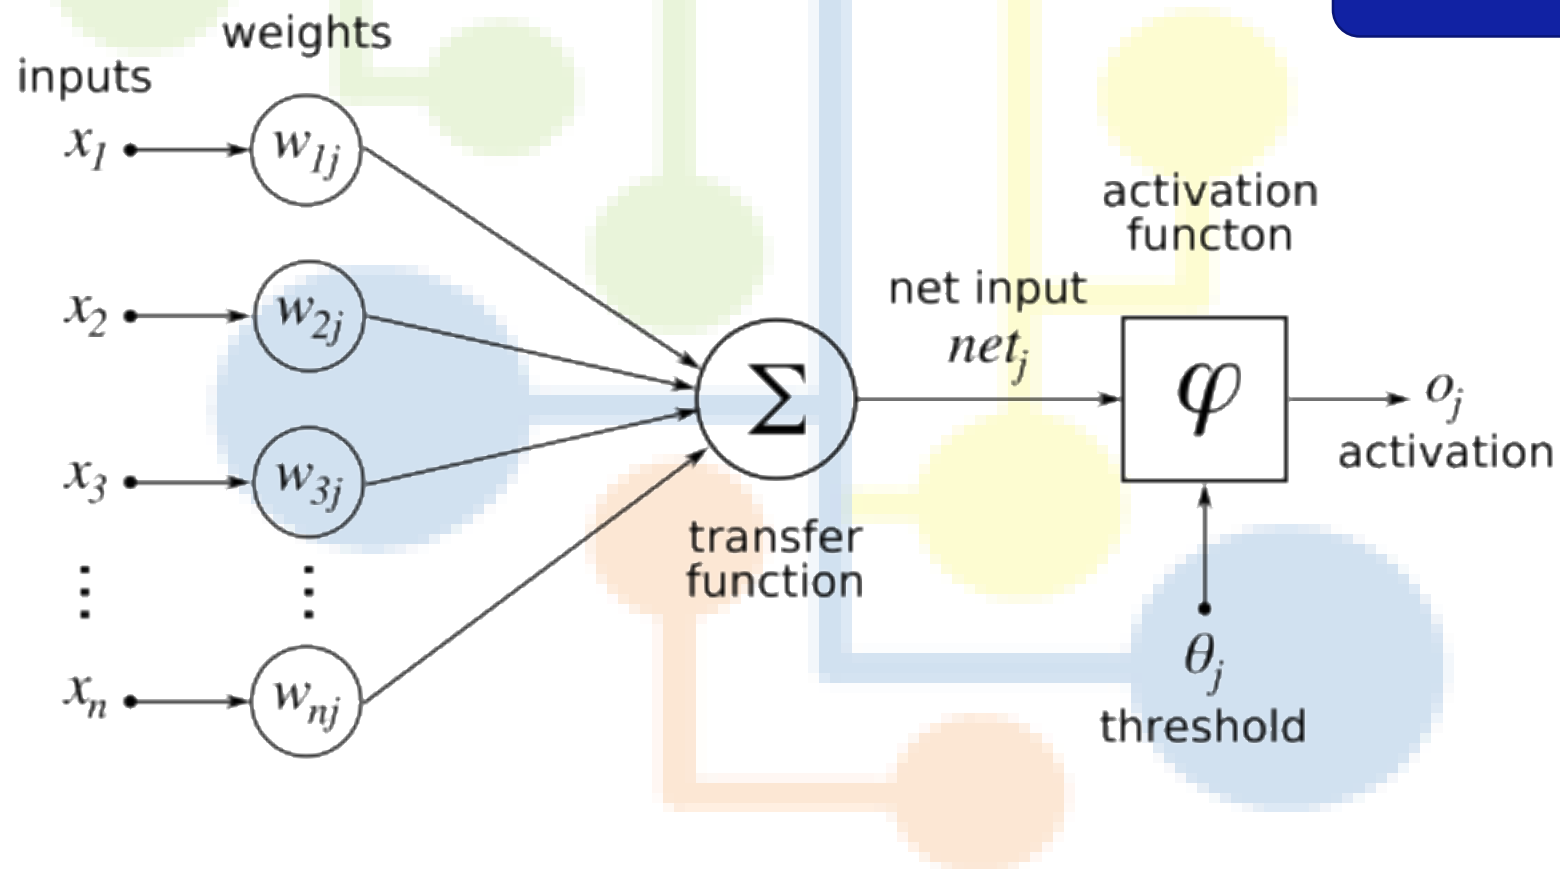 weights
inputs
x1
w1j
x2
w2j
x3
w3j
⋮ ⋮
xn
wnj
Σ
transfer
function
net input
netj
activation
functon
φ
oj
activation
θj
threshold